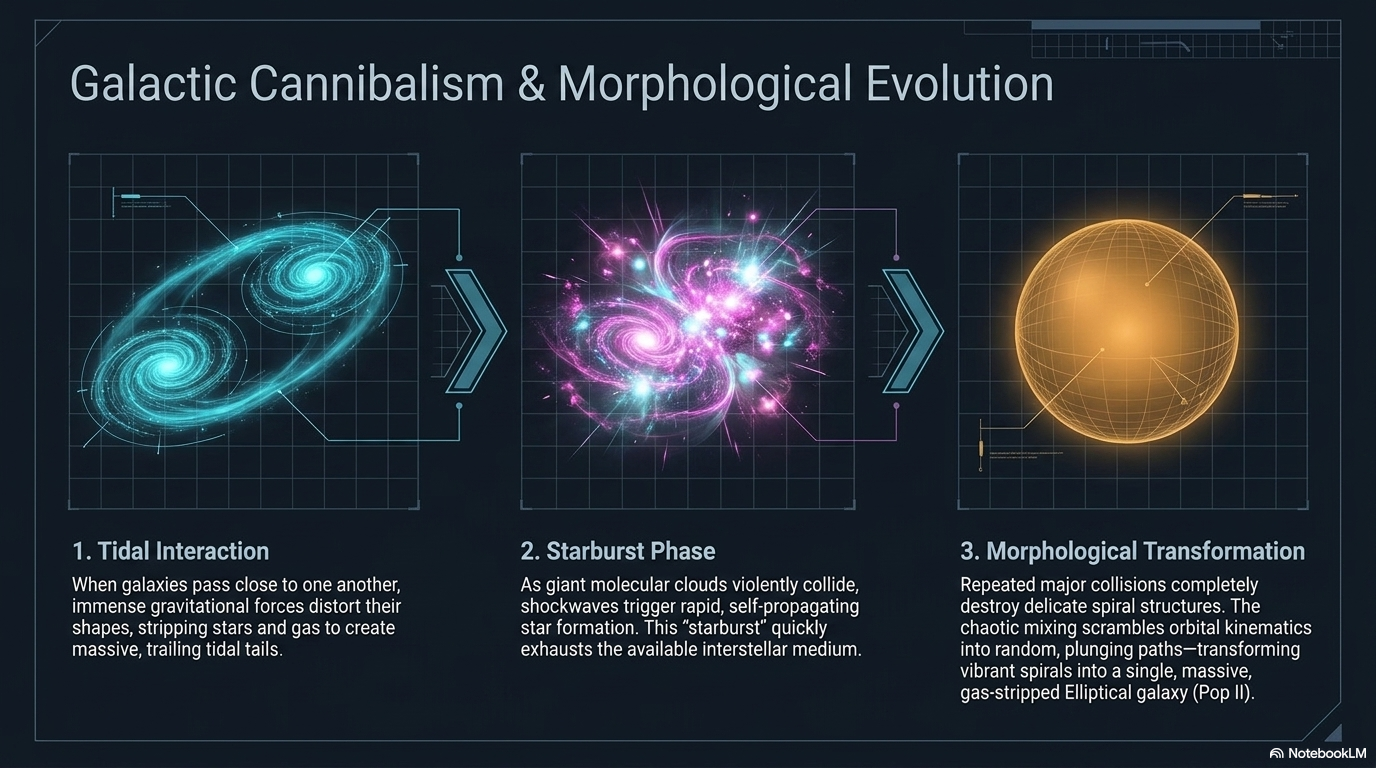 Galactic Cannibalism & Morphological Evolution
1. Tidal Interaction
When galaxies pass close to one another,
immense gravitational forces distort their
shapes, stripping stars and gas to create
massive, trailing tidal tails.
2. Starburst Phase
As giant molecular clouds violently collide,
shockwaves trigger rapid, self-propagating
star formation. This "starburst" quickly
exhausts the available interstellar medium.
3. Morphological Transformation
Repeated major collisions completely
destroy delicate spiral structures. The
chaotic mixing scrambles orbital kinematics
into random, plunging paths—transforming
vibrant spirals into a single, massive,
gas-stripped Elliptical galaxy (Pop II).
NotebookLM